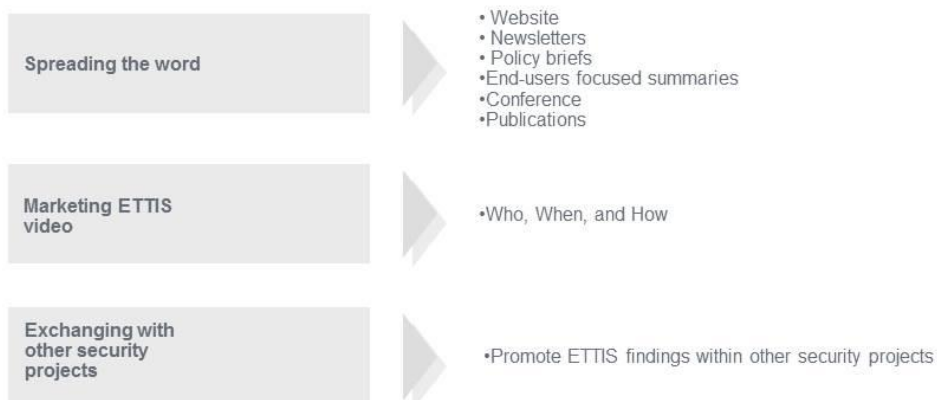 Spreading the word
• Website
• Newsletters
• Policy briefs
•End-users focused summaries
•Conference
•Publications
Marketing ETTIS
video
•Who, When, and How
Exchanging with
other security
projects
•Promote ETTIS findings within other security projects